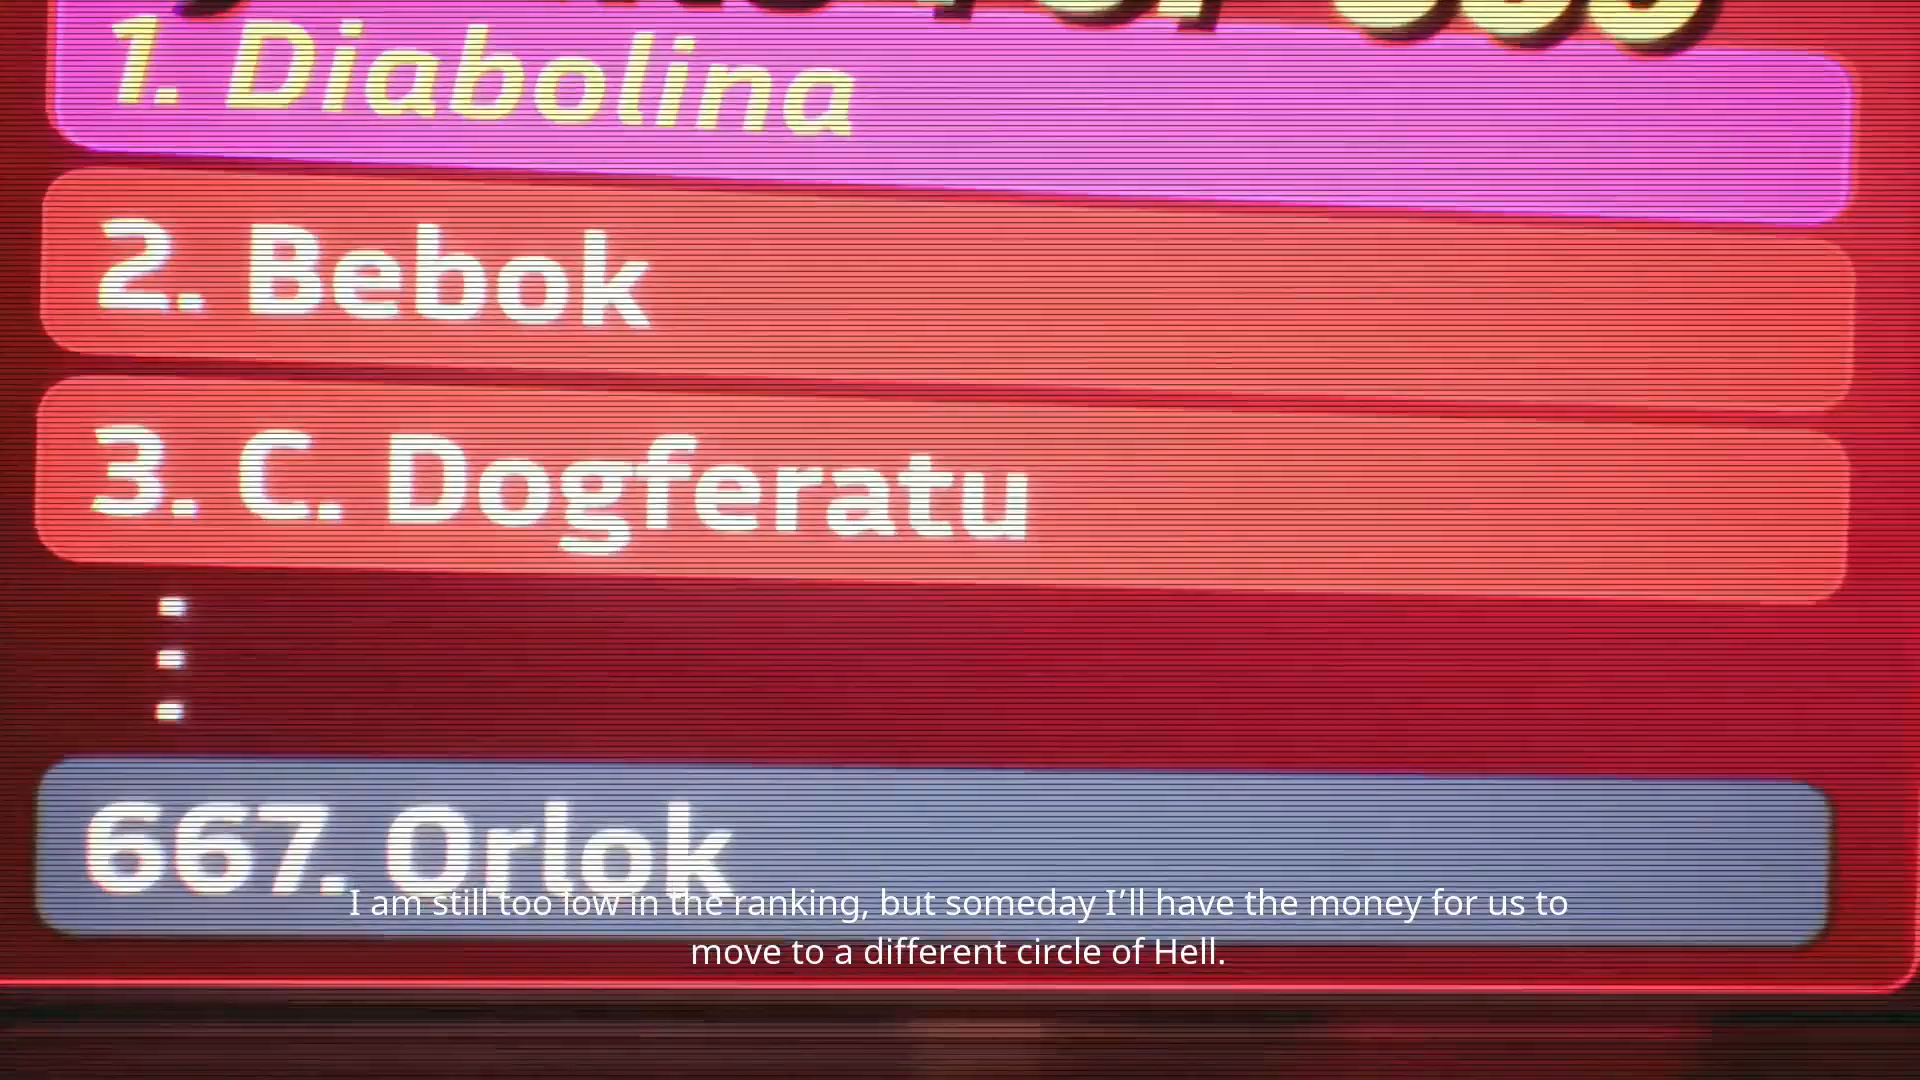 1. Diabolina
2. Bebok
3. C. Dogferatu
667. Orlok
I am still too low in the ranking, but someday I’ll have the money for us to
move to a different circle of Hell.